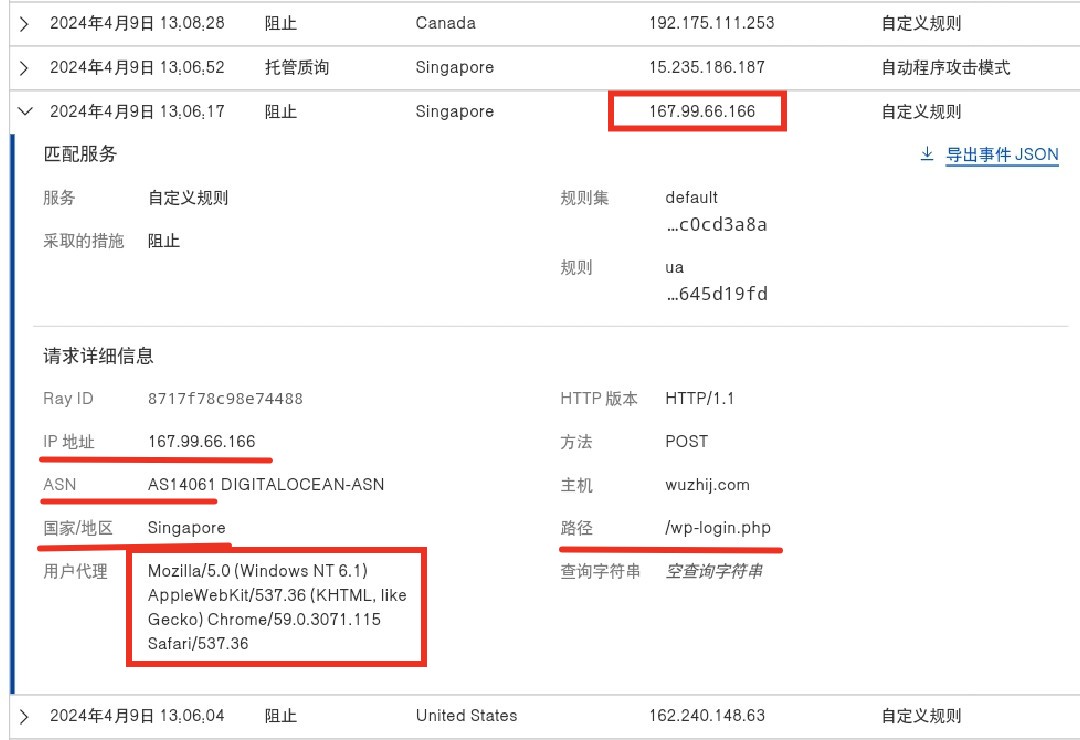 2024年4月9日 13:08:28 阻止 Canada 192.175.111.253 自定义规则
2024年4月9日 13:06:52 托管质询 Singapore 15.235.186.187 自动程序攻击模式
2024年4月9日 13:06:17 阻止 Singapore 167.99.66.166 自定义规则
匹配服务 导出事件 JSON
服务 自定义规则 规则集 default
...c0cd3a8a
采取的措施 阻止
规则 ua
...645d19fd
请求详细信息
Ray ID 8717f78c98e74488 HTTP 版本 HTTP/1.1
IP 地址 167.99.66.166 方法 POST
ASN AS14061 DIGITALOCEAN-ASN 主机 wuzhij.com
国家/地区 Singapore 路径 /wp-login.php
用户代理 Mozilla/5.0 (Windows NT 6.1) 查询字符串 空查询字符串
AppleWebKit/537.36 (KHTML, like
Gecko) Chrome/59.0.3071.115
Safari/537.36
2024年4月9日 13:06:04 阻止 United States 162.240.148.63 自定义规则